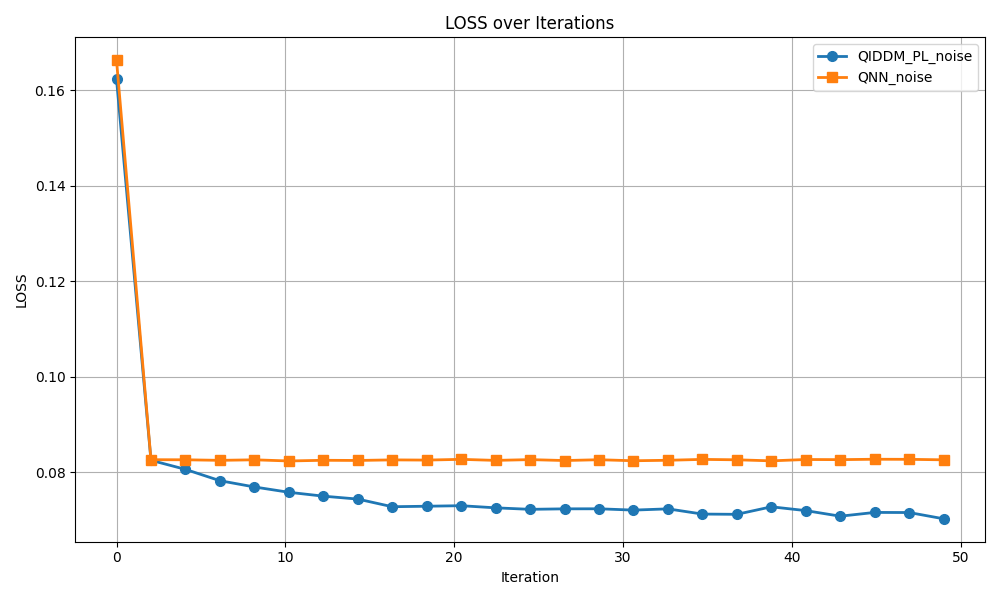 LOSS over Iterations
QIDDM_PL_noise
QNN_noise
LOSS
0.16
0.14
0.12
0.10
0.08
0
10
20
30
40
50
Iteration